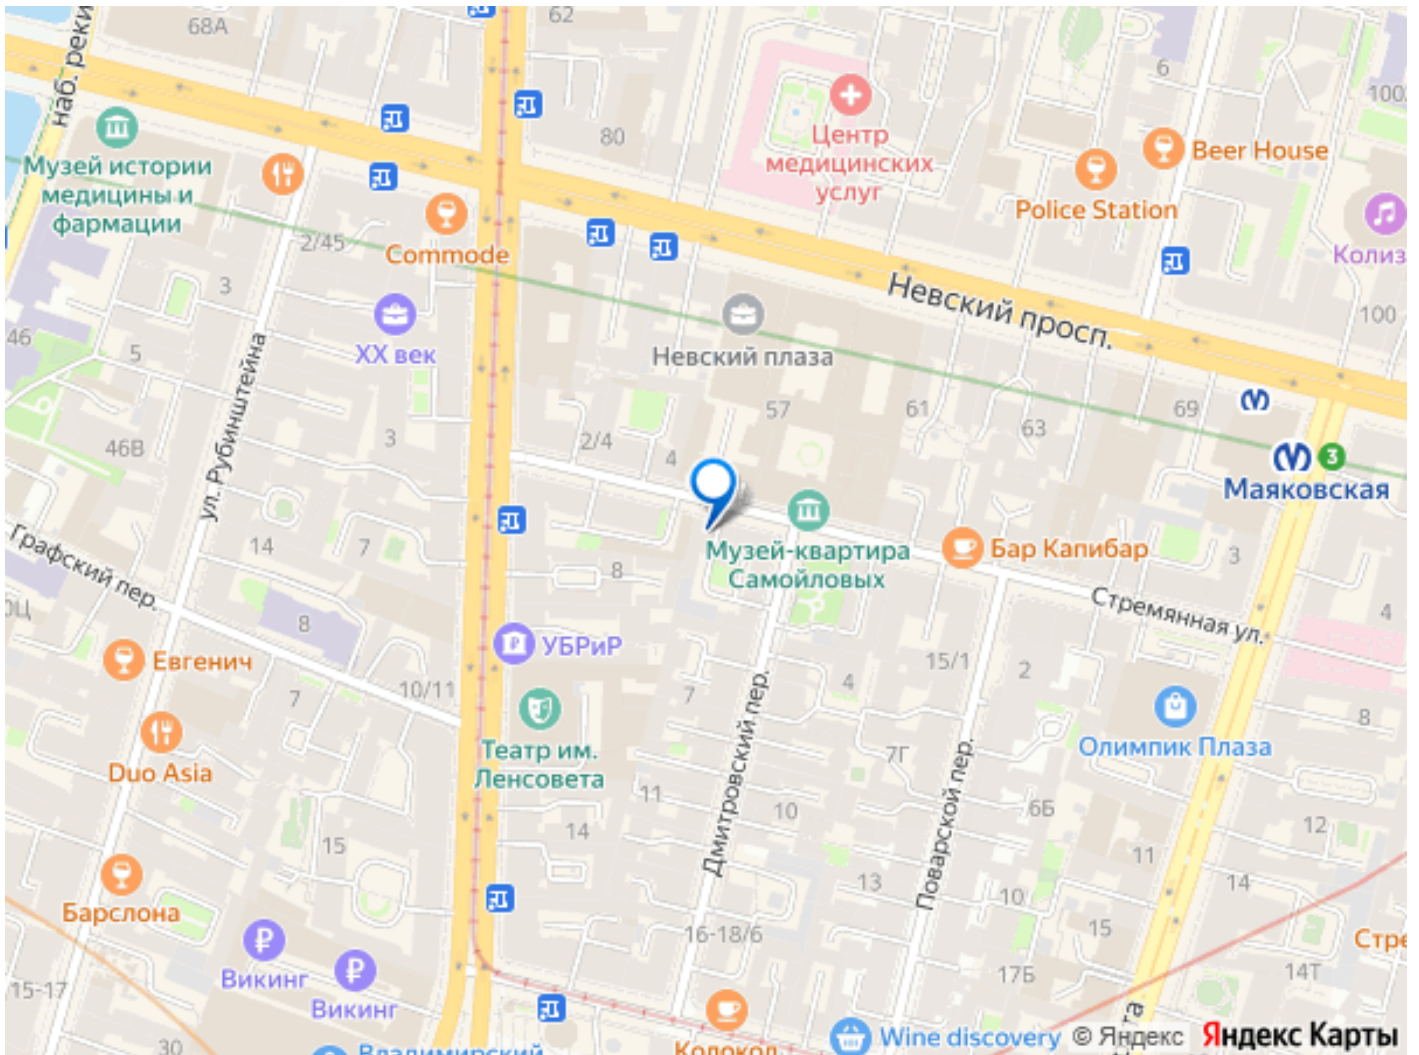 68А
62
наб. реки
6
100
80
Центр
медицинских
услуг
Beer House
Музей истории
медицины и
фармации
Police Station
2/45
Commode
Колиз
3
Невский просп.
100
46
5
XX век
Невский плаза
ул. Рубинштейна
57
61
69
63
46В
3
2/4
4
3
Маяковская
Графский пер.
14
7
8
Музей-квартира
Самойловых
Бар Капибар
3
Стремянная ул.
4
8
УБРиР
Евгенич
7
10/11
15/1
2
7
4
Дмитровский пер.
8
Театр им.
Ленсовета
Олимпик Плаза
Duo Asia
7Г
Поварской пер.
11
10
6Б
14
12
15
11
13
14
Барслона
10
15
16-18/6
Стре
Викинг
17Б
14Т
15-17
Викинг
30
Владимирский
Колокол
Wine discovery
© Яндекс
Яндекс Карты